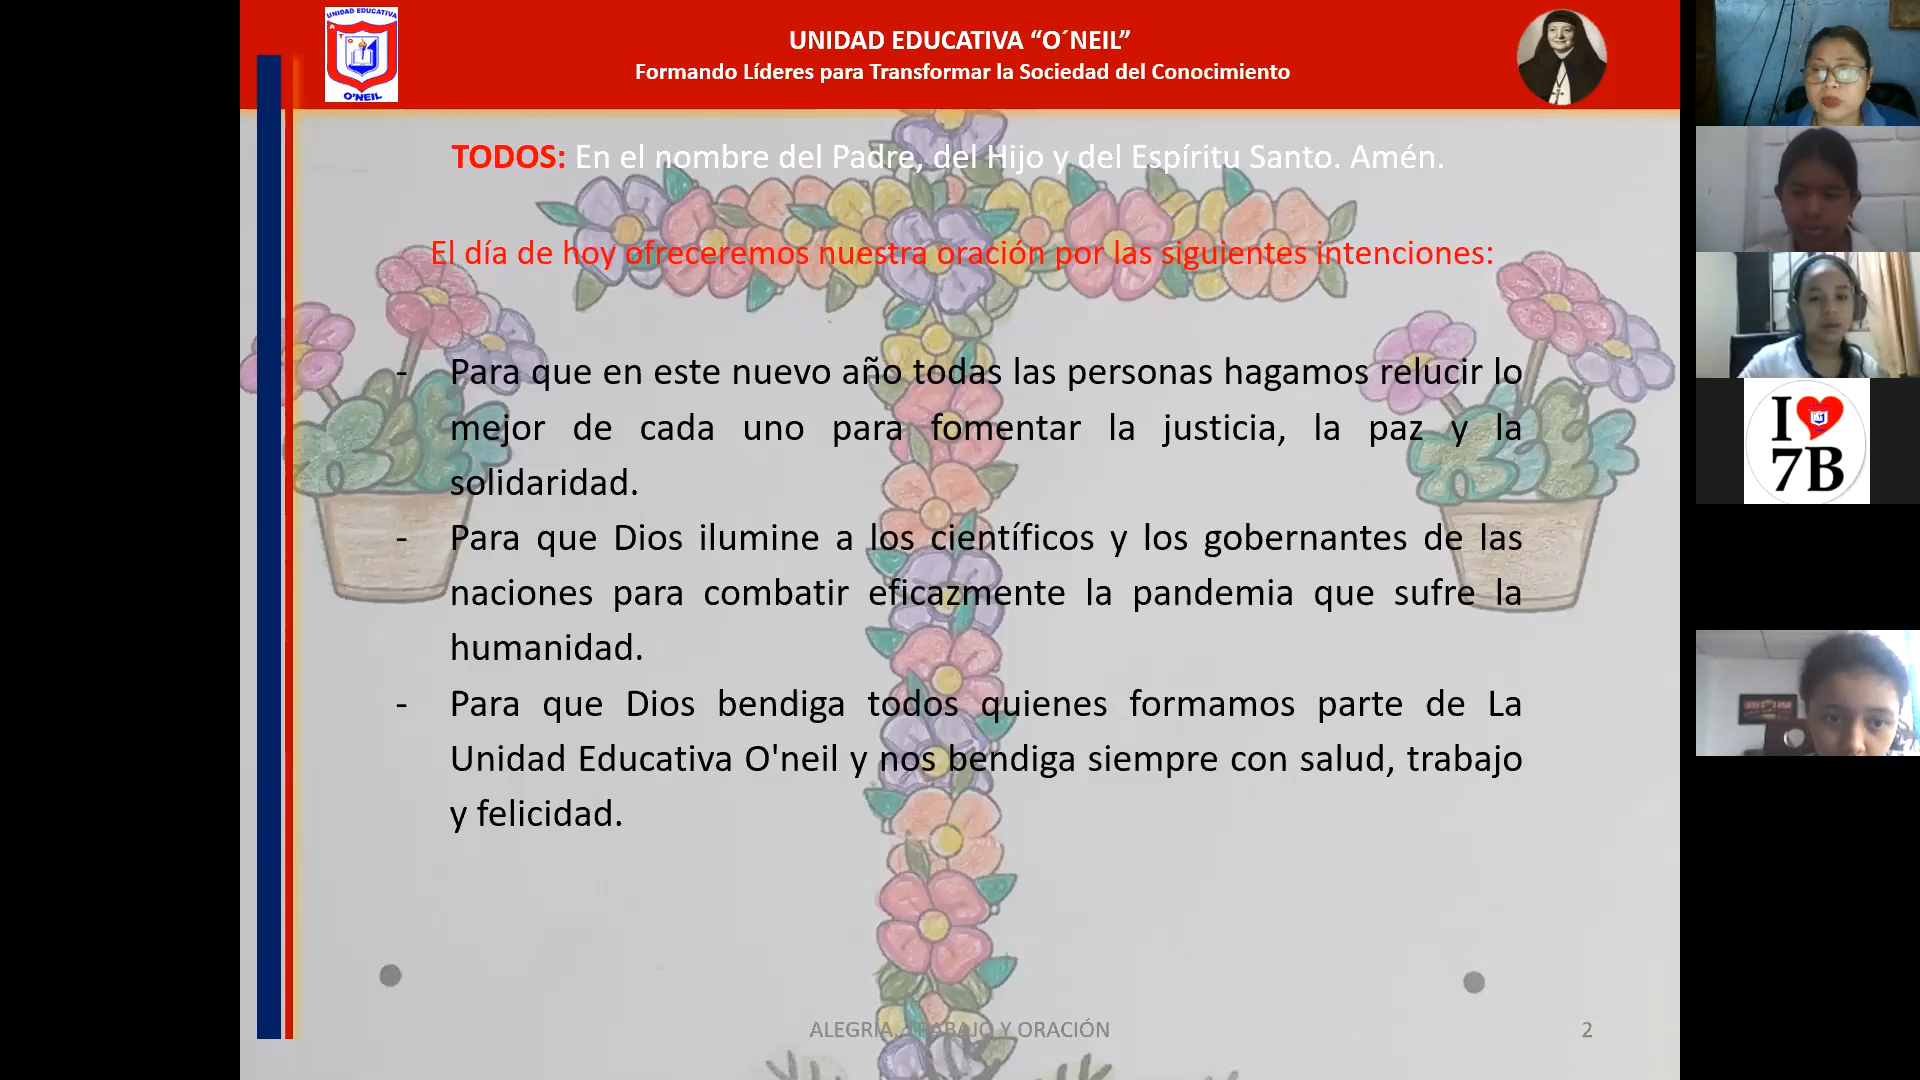 UNIDAD EDUCATIVA
A T O
O'NEIL
UNIDAD EDUCATIVA “O´NEIL”
Formando Líderes para Transformar la Sociedad del Conocimiento
TODOS: En el nombre del Padre, del Hijo y del Espíritu Santo. Amén.
El día de hoy ofreceremos nuestra oración por las siguientes intenciones:
- Para que en este nuevo año todas las personas hagamos relucir lo
mejor de cada uno para fomentar la justicia, la paz y la
solidaridad.
- Para que Dios ilumine a los científicos y los gobernantes de las
naciones para combatir eficazmente la pandemia que sufre la
humanidad.
- Para que Dios bendiga todos quienes formamos parte de La
Unidad Educativa O'neil y nos bendiga siempre con salud, trabajo
y felicidad.
ALEGRÍA, TRABAJO Y ORACIÓN
2
I
7B